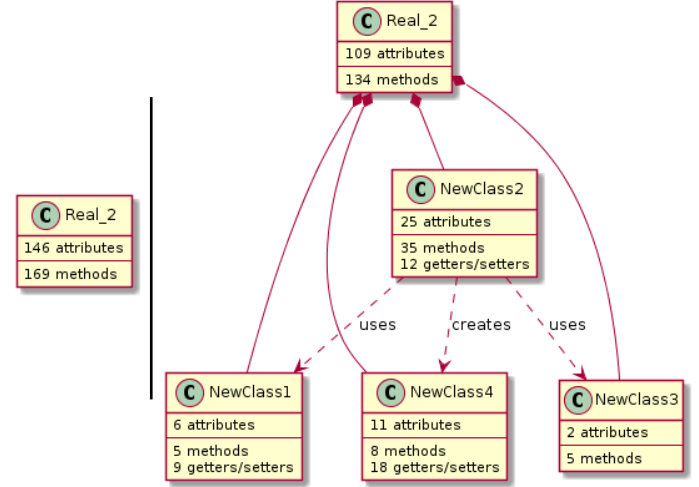 C Real_2
146 attributes
169 methods
C Real_2
109 attributes
134 methods
C NewClass2
25 attributes
35 methods
12 getters/setters
uses
creates
uses
C NewClass1
6 attributes
5 methods
9 getters/setters
C NewClass4
11 attributes
8 methods
18 getters/setters
C NewClass3
2 attributes
5 methods